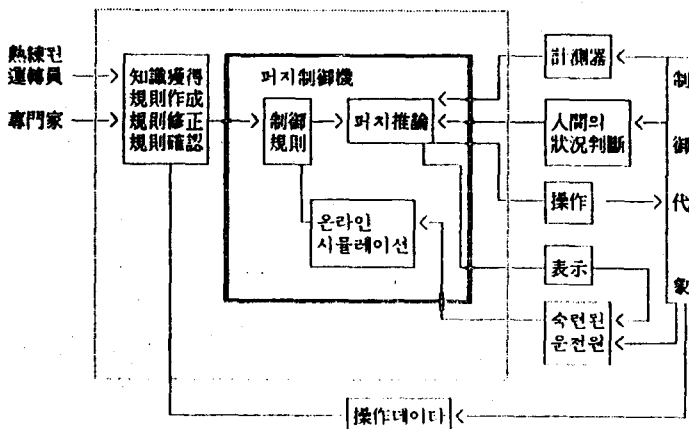 熟練된
運轉員
專門家
知識獲得
規則作成
規則修正
規則確認
퍼지制御機
制御
規則
퍼지推論
온라인
시뮬레이션
計測器
人間의
狀況判斷
操作
表示
숙련된
운전원
制
御
代
象
操作데이타